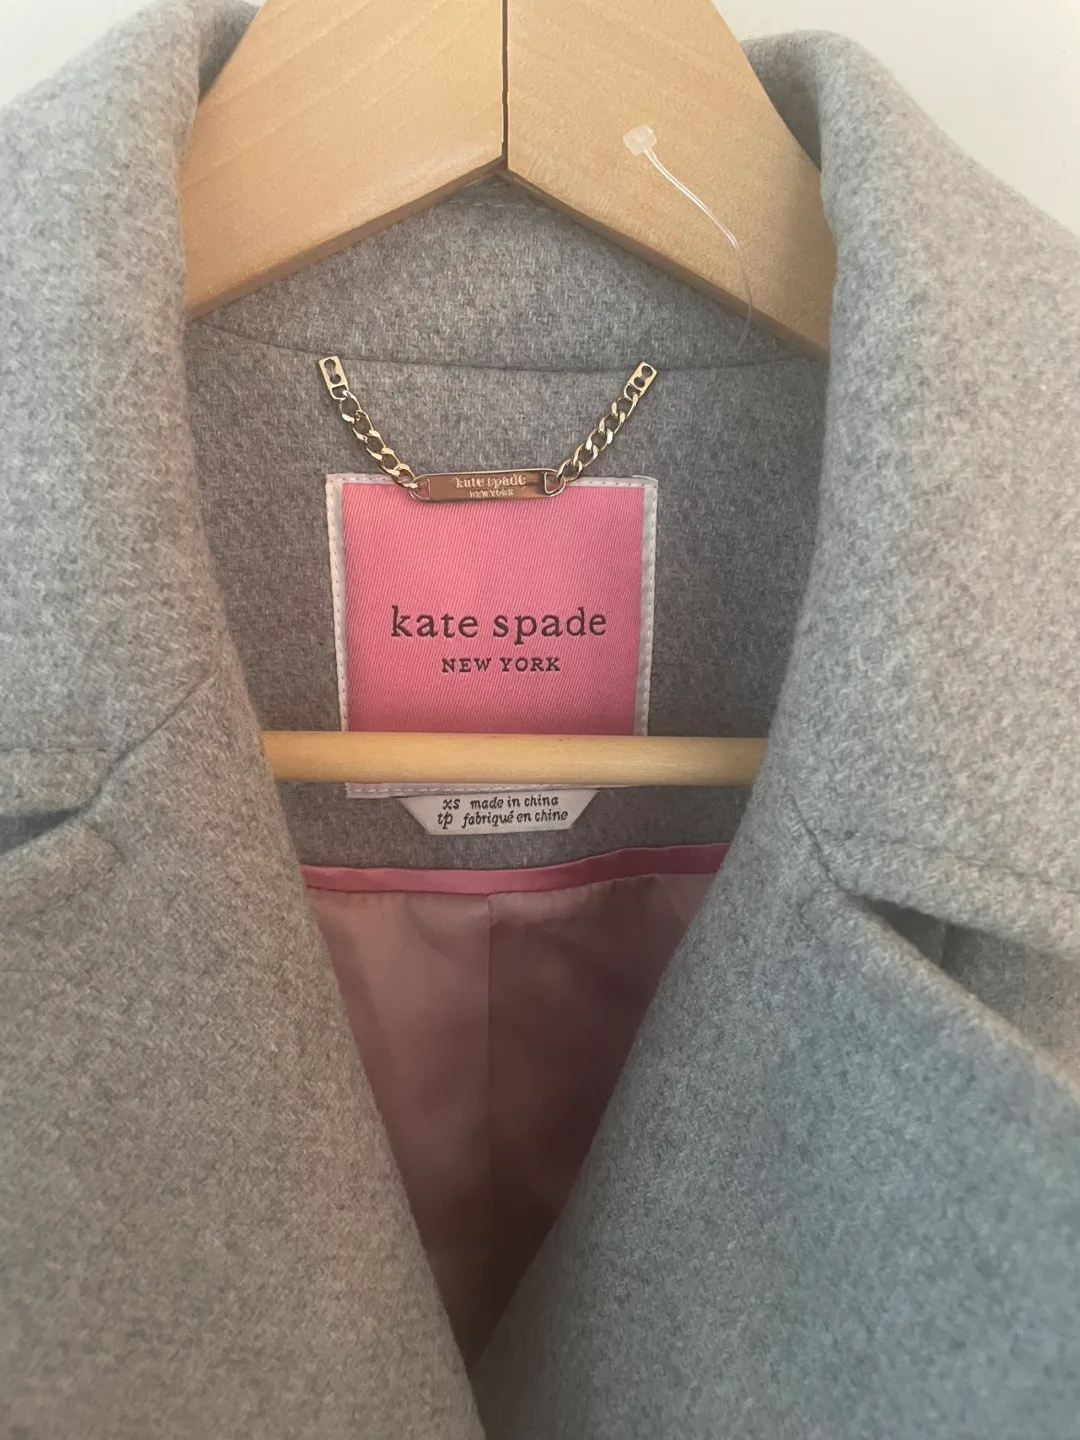 kate spade
NEW YORK
kate spade
NEW YORK
xs made in china
tp fabriqué en chine